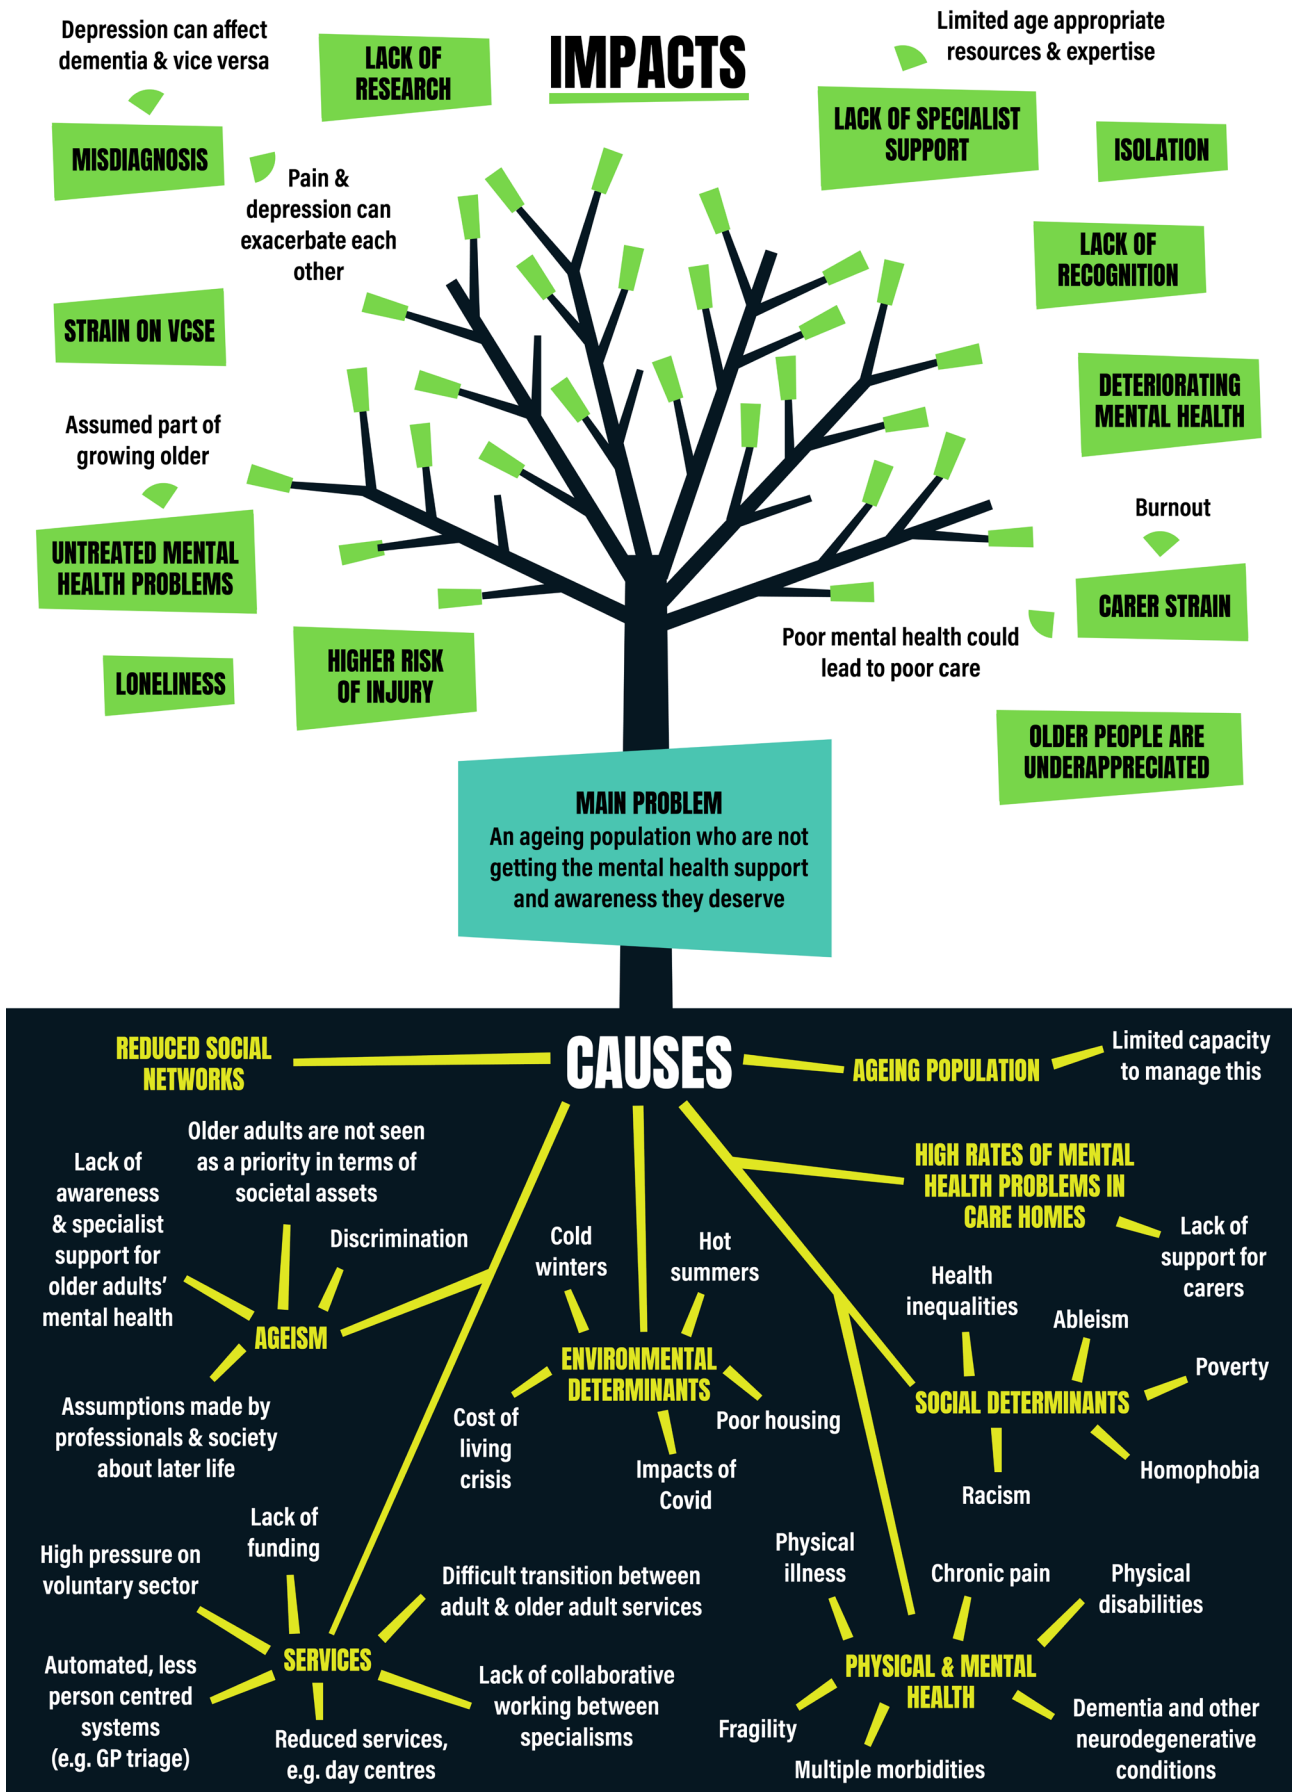 IMPACTS
Depression can affect
dementia & vice versa
LACK OF
RESEARCH
MISDIAGNOSIS
Pain &
depression can
exacerbate each
other
STRAIN ON VCSE
Assumed part of
growing older
UNTREATED MENTAL
HEALTH PROBLEMS
LONELINESS
HIGHER RISK
OF INJURY
Limited age appropriate
resources & expertise
LACK OF SPECIALIST
SUPPORT
ISOLATION
LACK OF
RECOGNITION
DETERIORATING
MENTAL HEALTH
Burnout
CARER STRAIN
Poor mental health could
lead to poor care
OLDER PEOPLE ARE
UNDERAPPRECIATED
MAIN PROBLEM
An ageing population who are not
getting the mental health support
and awareness they deserve
CAUSES
REDUCED SOCIAL
NETWORKS
AGEING POPULATION
Limited capacity
to manage this
Older adults are not seen
as a priority in terms of
societal assets
Lack of
awareness
& specialist
support for
older adults'
mental health
Discrimination
AGEISM
Assumptions made by
professionals & society
about later life
Cold
winters
Hot
summers
ENVIRONMENTAL
DETERMINANTS
Cost of
living
crisis
Poor housing
Impacts of
Covid
HIGH RATES OF MENTAL
HEALTH PROBLEMS IN
CARE HOMES
Lack of
support for
carers
Health
inequalities
Ableism
Poverty
SOCIAL DETERMINANTS
Homophobia
Racism
Lack of
funding
High pressure on
voluntary sector
Difficult transition between
adult & older adult services
SERVICES
Automated, less
person centred
systems
(e.g. GP triage)
Reduced services,
e.g. day centres
Lack of collaborative
working between
specialisms
Physical
illness
Chronic pain
Physical
disabilities
PHYSICAL & MENTAL
HEALTH
Fragility
Multiple morbidities
Dementia and other
neurodegenerative
conditions